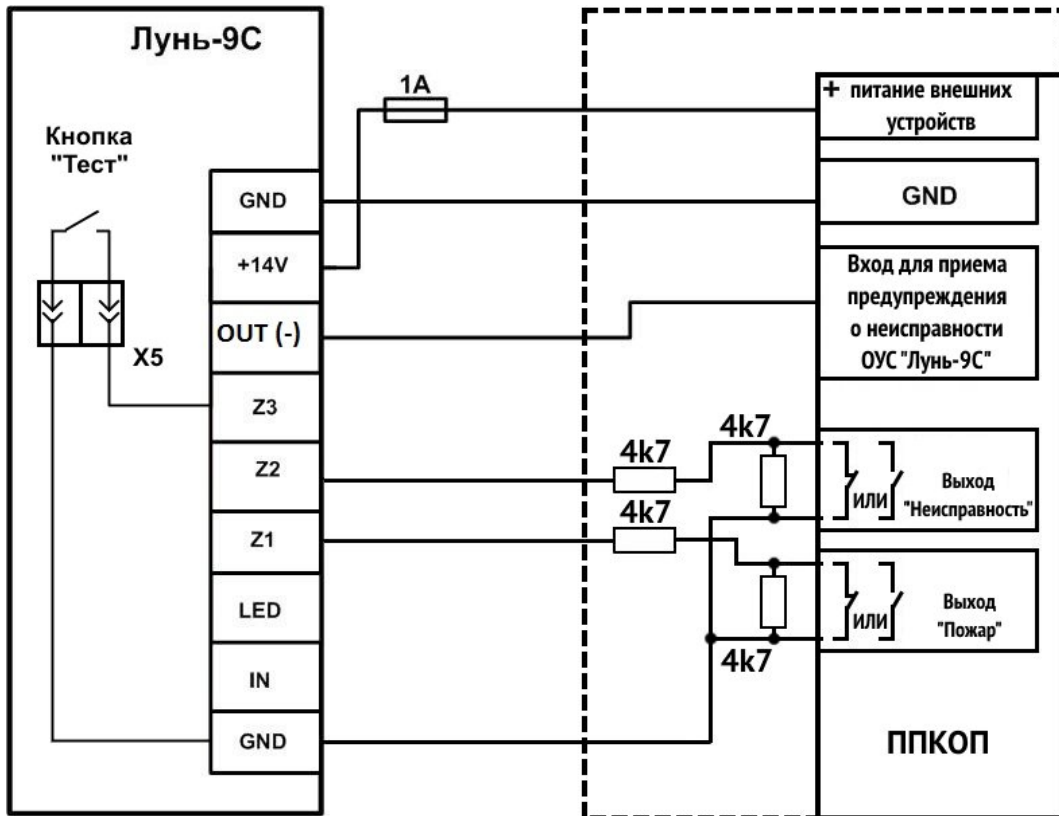 Лунь-9С
Кнопка
"Тест"
X5
GND
+14V
OUT (-)
Z3
Z2
Z1
LED
IN
GND
1А
4k7
4k7
4k7
4k7
+ питание внешних
устройств
GND
Вход для приема
предупреждения
о неисправности
ОУС "Лунь-9С"
ИЛИ
Выход
"Неисправность"
ИЛИ
Выход
"Пожар"
ППКОП